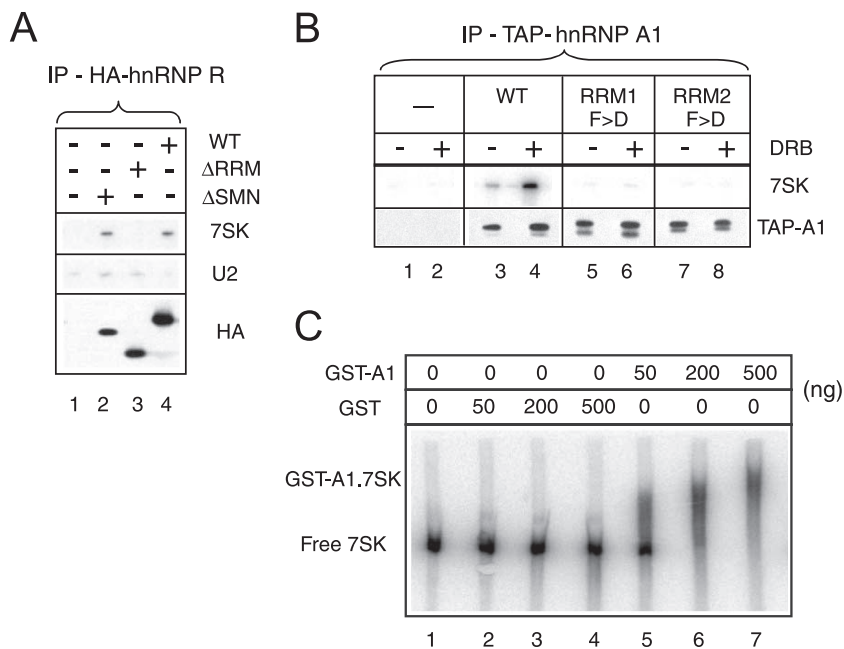 A
IP - HA-hnRNP R
- - - + WT
- - + - ΔRRM
- + - - ΔSMN
7SK
U2
HA
1 2 3 4
B
IP - TAP- hnRNP A1
— WT RRM1 F>D RRM2 F>D
- + - + - + - + DRB
7SK
TAP-A1
1 2 3 4 5 6 7 8
C
GST-A1 0 0 0 0 50 200 500 (ng)
GST 0 50 200 500 0 0 0
GST-A1.7SK
Free 7SK
1 2 3 4 5 6 7